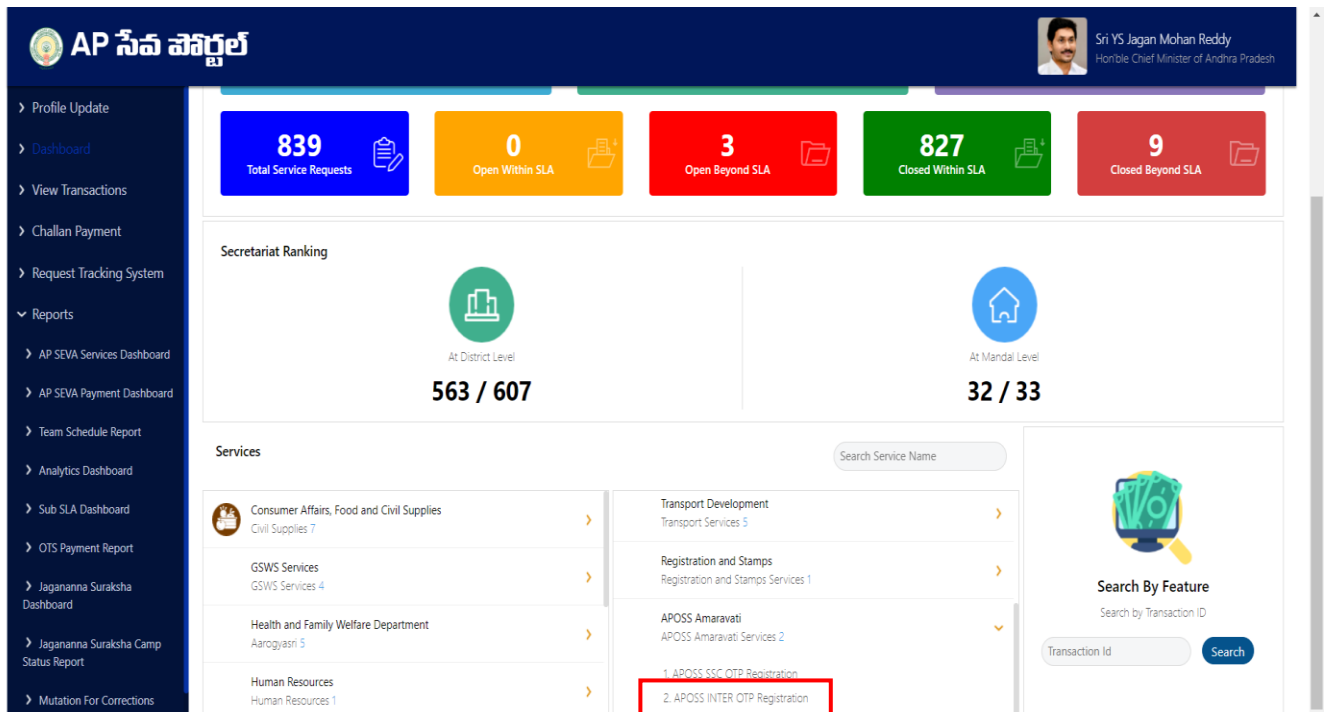 AP సేవ పోర్టల్
Sri YS Jagan Mohan Reddy
Hon'ble Chief Minister of Andhra Pradesh
Profile Update
Dashboard
View Transactions
Challan Payment
Request Tracking System
Reports
AP SEVA Services Dashboard
AP SEVA Payment Dashboard
Team Schedule Report
Analytics Dashboard
Sub SLA Dashboard
OTS Payment Report
Jagananna Suraksha
Dashboard
Jagananna Suraksha Camp
Status Report
Mutation For Corrections
839
Total Service Requests
0
Open Within SLA
3
Open Beyond SLA
827
Closed Within SLA
9
Closed Beyond SLA
Secretariat Ranking
At District Level
563 / 607
At Mandal Level
32 / 33
Services
Search Service Name
Consumer Affairs, Food and Civil Supplies
Civil Supplies 7
GSWS Services
GSWS Services 4
Health and Family Welfare Department
Aarogyasri 5
Human Resources
Human Resources 1
Transport Development
Transport Services 5
Registration and Stamps
Registration and Stamps Services 1
APOSS Amaravati
APOSS Amaravati Services 2
1. APOSS SSC OTP Registration
2. APOSS INTER OTP Registration
Search By Feature
Search by Transaction ID
Transaction Id
Search